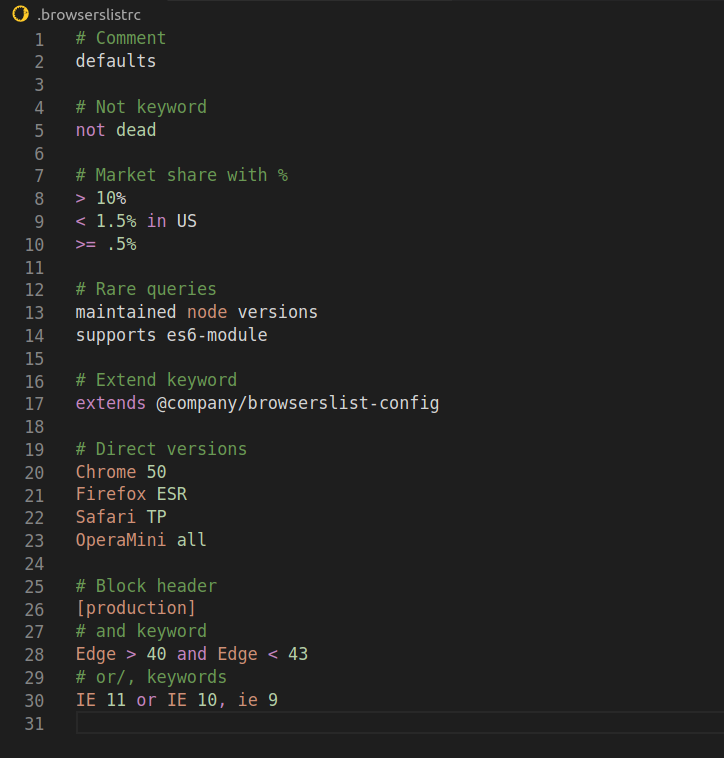 .browserslistrc
1 # Comment
2 defaults
3
4 # Not keyword
5 not dead
6
7 # Market share with %
8 > 10%
9 < 1.5% in US
10 >= .5%
11
12 # Rare queries
13 maintained node versions
14 supports es6-module
15
16 # Extend keyword
17 extends @company/browserslist-config
18
19 # Direct versions
20 Chrome 50
21 Firefox ESR
22 Safari TP
23 OperaMini all
24
25 # Block header
26 [production]
27 # and keyword
28 Edge > 40 and Edge < 43
29 # or/, keywords
30 IE 11 or IE 10, ie 9
31